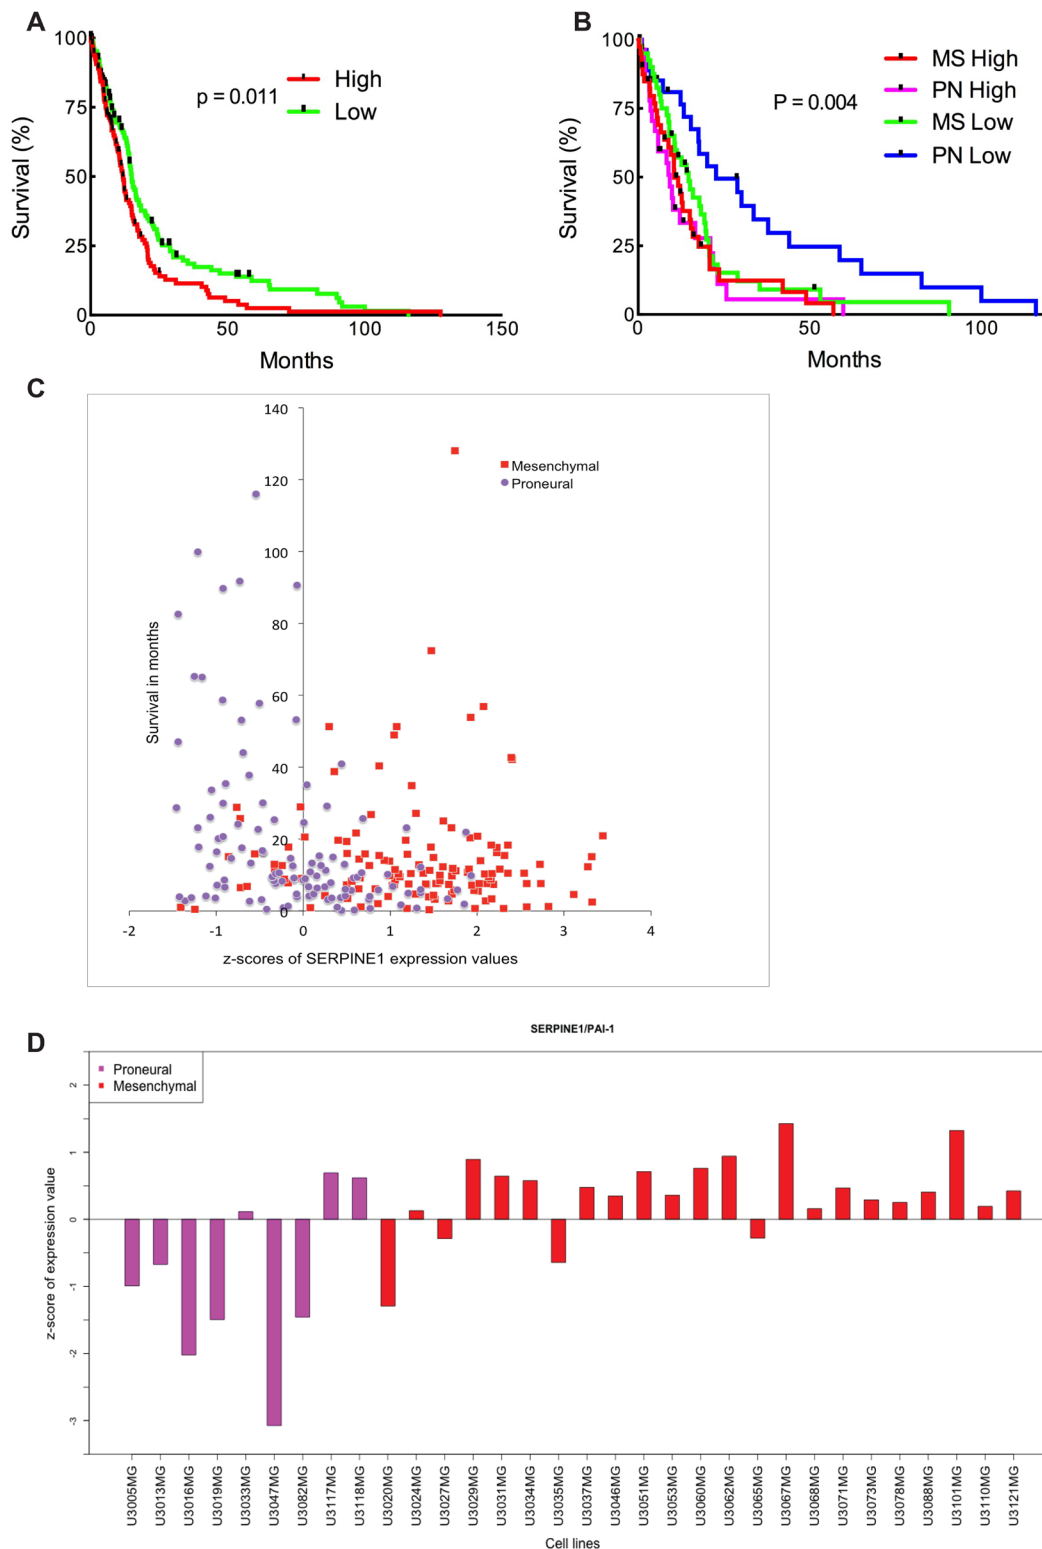 A
100
75
50
25
0
Survival (%)
p = 0.011
High
Low
0 50 100 150
Months
B
100
75
50
25
0
Survival (%)
P = 0.004
MS High
PN High
MS Low
PN Low
0 50 100
Months
C
140
120
100
80
60
40
20
0
Survival in months
Mesenchymal
Proneural
-2 -1 0 1 2 3 4
z-scores of SERPINE1 expression values
D
SERPINE1/PAI-1
Proneural
Mesenchymal
2
1
0
-1
-2
-3
z-score of expression value
U3005MG
U3013MG
U3016MG
U3019MG
U3033MG
U3047MG
U3082MG
U3117MG
U3118MG
U3020MG
U3024MG
U3027MG
U3029MG
U3031MG
U3034MG
U3035MG
U3037MG
U3046MG
U3051MG
U3053MG
U3060MG
U3062MG
U3065MG
U3067MG
U3068MG
U3071MG
U3073MG
U3078MG
U3088MG
U3101MG
U3110MG
U3121MG
Cell lines